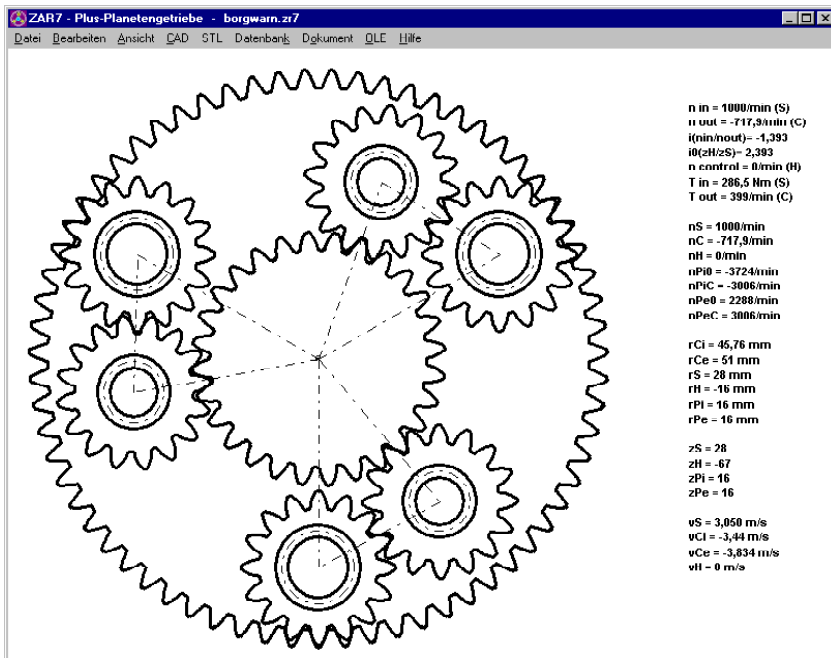 ZAR7 - Plus-Planetengetriebe - borgwarn.zr7
Datei Bearbeiten Ansicht CAD STL Datenbank Dokument OLE Hilfe
n in = 1000/min (S)
n out = -717,9/min (C)
i(nin/nout)= -1,393
i0(zH/zS)= 2,393
n control = 0/min (H)
T in = 286,5 Nm (S)
T out = 399/min (C)
nS = 1000/min
nC = -717,9/min
nH = 0/min
nPi0 = -3724/min
nPiC = -3006/min
nPe0 = 2288/min
nPeC = 3006/min
rCi = 45,76 mm
rCe = 51 mm
rS = 28 mm
rH = -16 mm
rPi = 16 mm
rPe = 16 mm
zS = 28
zH = -67
zPi = 16
zPe = 16
vS = 3,050 m/s
vCi = -3,44 m/s
vCe = -3,834 m/s
vH = 0 m/s